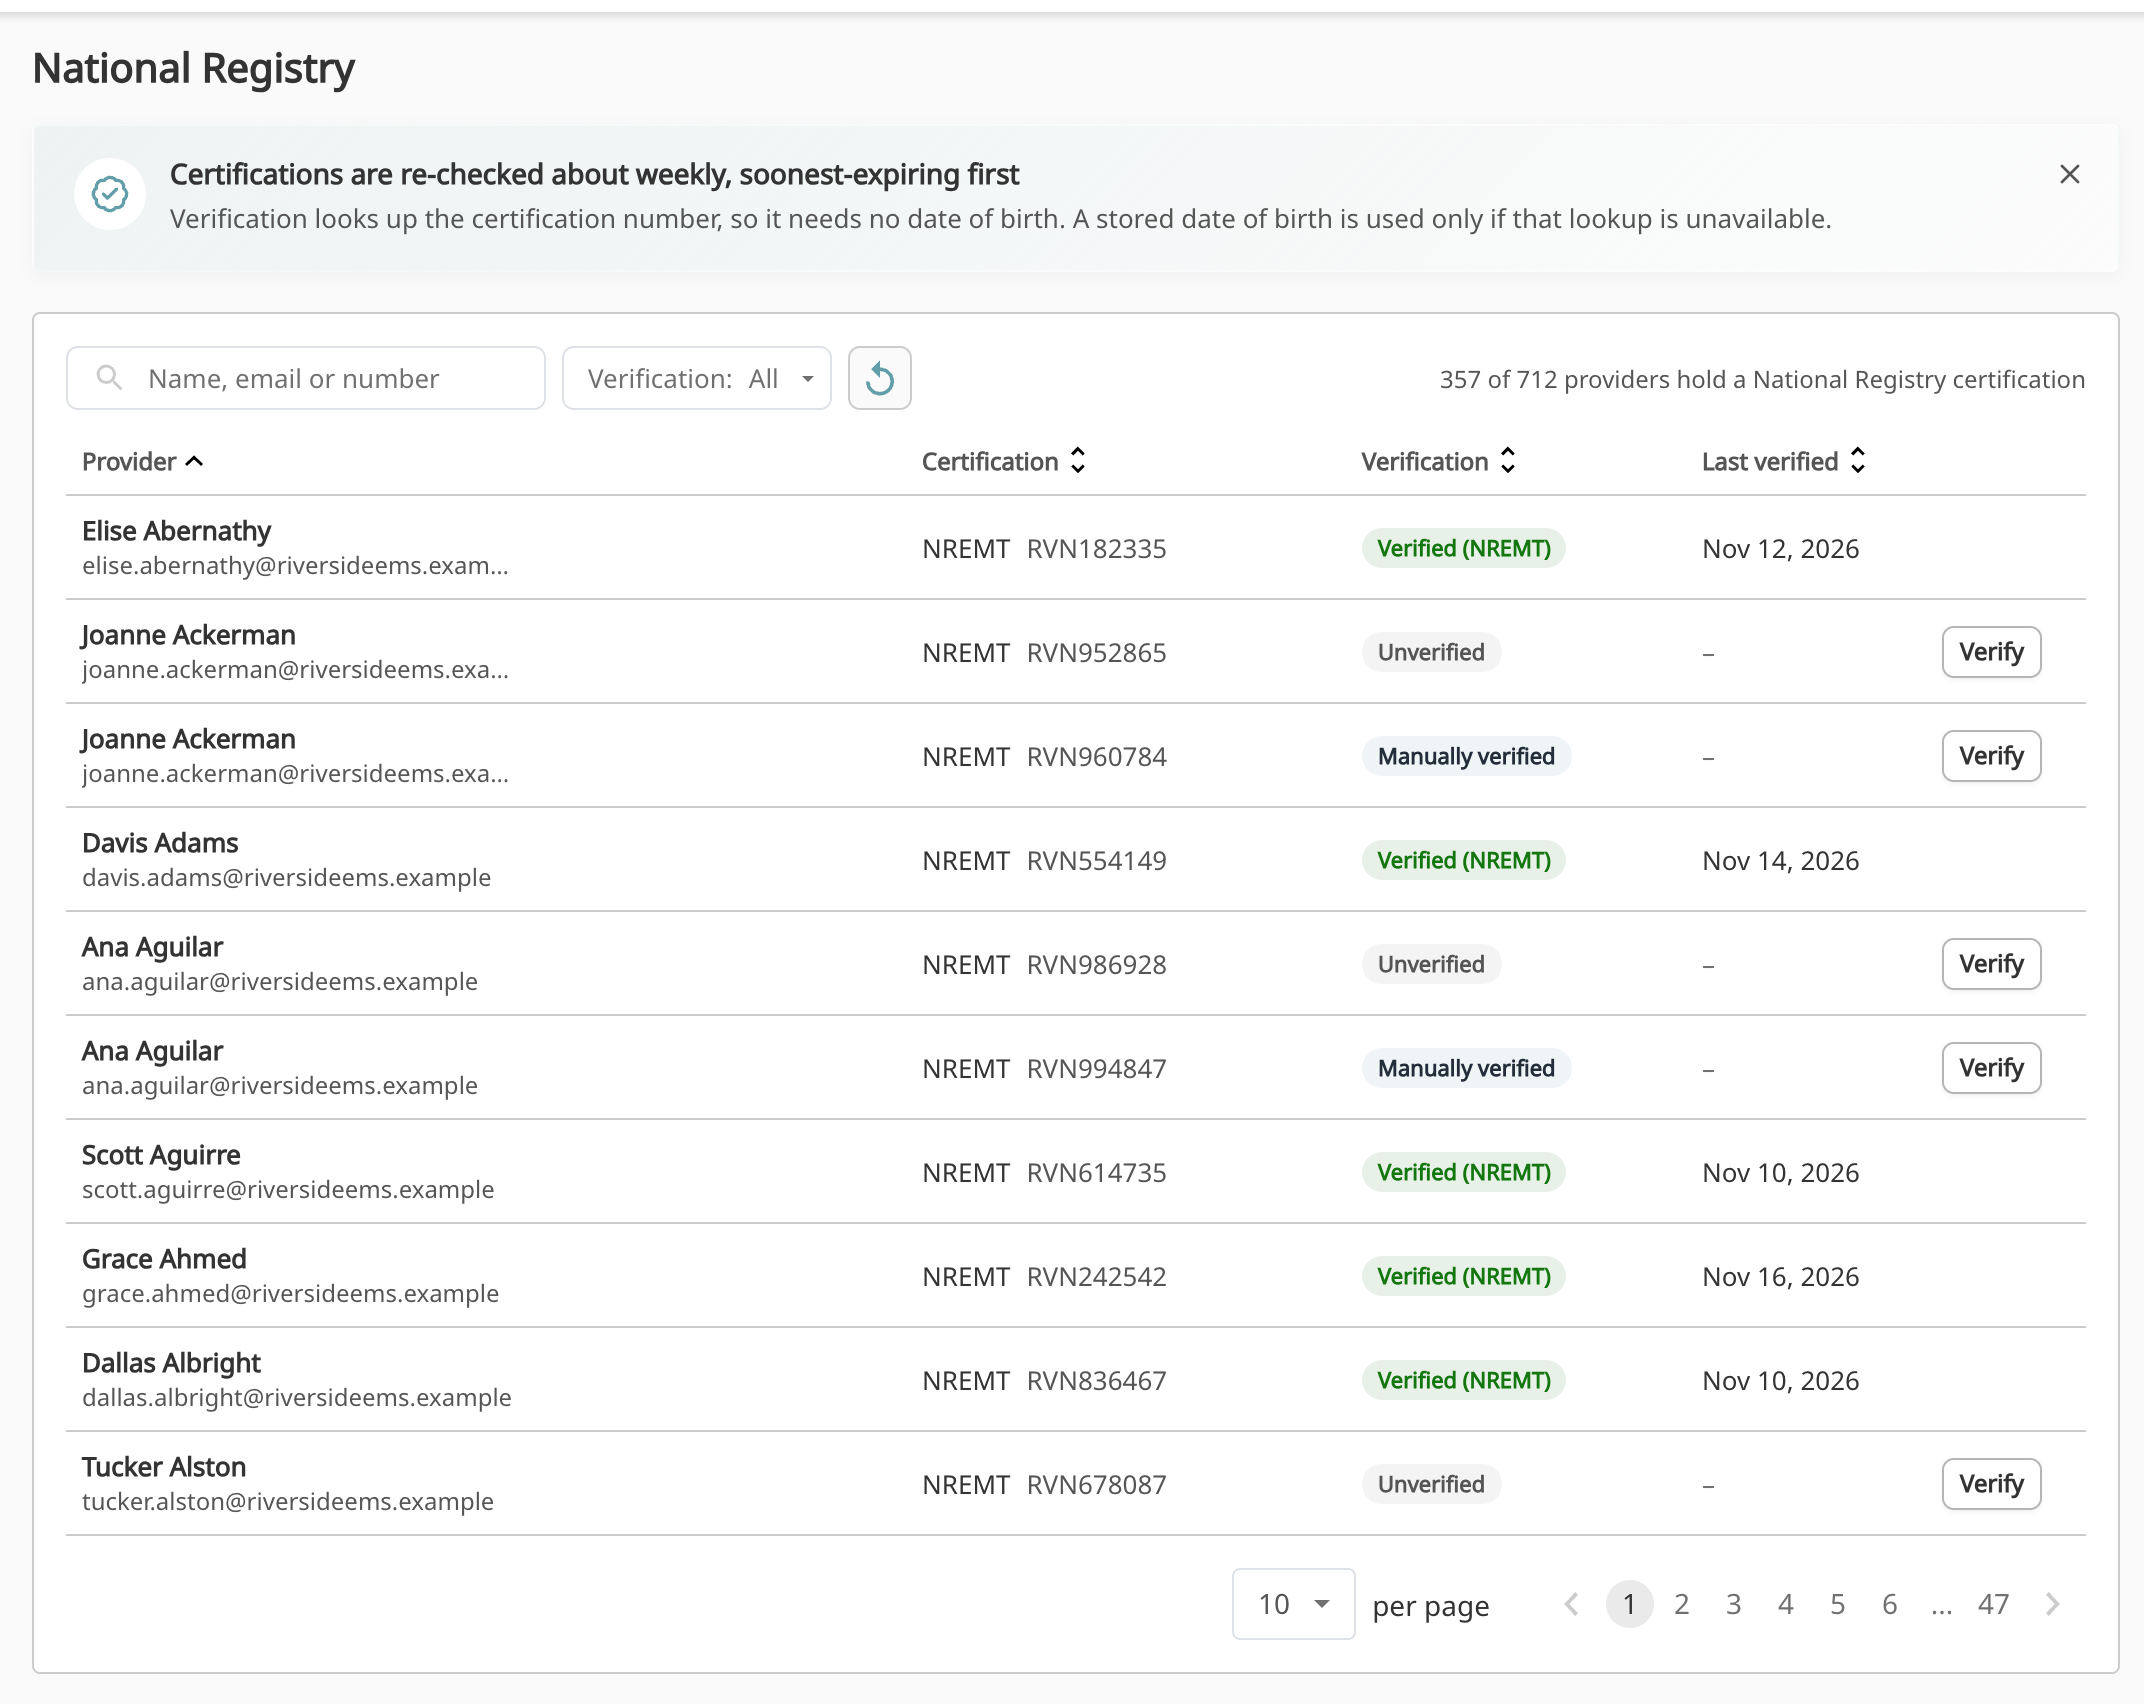 National Registry
Certifications are re-checked about weekly, soonest-expiring first
Verification looks up the certification number, so it needs no date of birth. A stored date of birth is used only if that lookup is unavailable.
Name, email or number
Verification: All
357 of 712 providers hold a National Registry certification
Provider Certification Verification Last verified
Elise Abernathy
elise.abernathy@riversideems.exam...
NREMT RVN182335 Verified (NREMT) Nov 12, 2026
Joanne Ackerman
joanne.ackerman@riversideems.exa...
NREMT RVN952865 Unverified – Verify
Joanne Ackerman
joanne.ackerman@riversideems.exa...
NREMT RVN960784 Manually verified – Verify
Davis Adams
davis.adams@riversideems.example
NREMT RVN554149 Verified (NREMT) Nov 14, 2026
Ana Aguilar
ana.aguilar@riversideems.example
NREMT RVN986928 Unverified – Verify
Ana Aguilar
ana.aguilar@riversideems.example
NREMT RVN994847 Manually verified – Verify
Scott Aguirre
scott.aguirre@riversideems.example
NREMT RVN614735 Verified (NREMT) Nov 10, 2026
Grace Ahmed
grace.ahmed@riversideems.example
NREMT RVN242542 Verified (NREMT) Nov 16, 2026
Dallas Albright
dallas.albright@riversideems.example
NREMT RVN836467 Verified (NREMT) Nov 10, 2026
Tucker Alston
tucker.alston@riversideems.example
NREMT RVN678087 Unverified – Verify
10 per page 1 2 3 4 5 6 ... 47